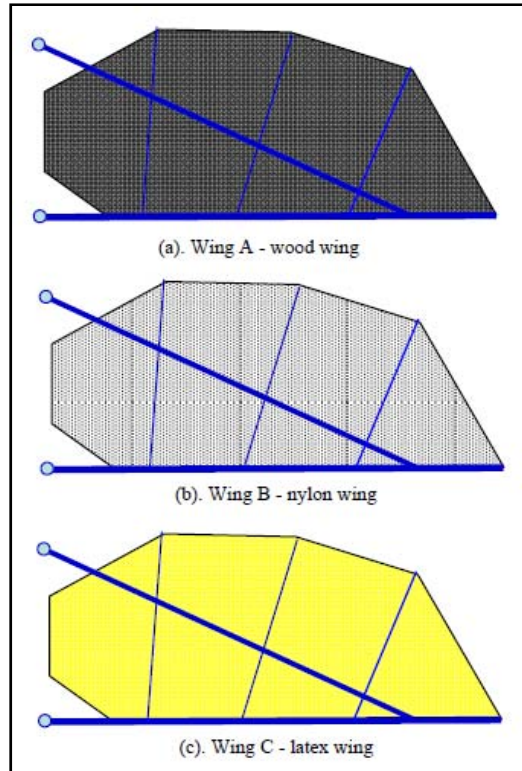 (a). Wing A - wood wing
(b). Wing B - nylon wing
(c). Wing C - latex wing